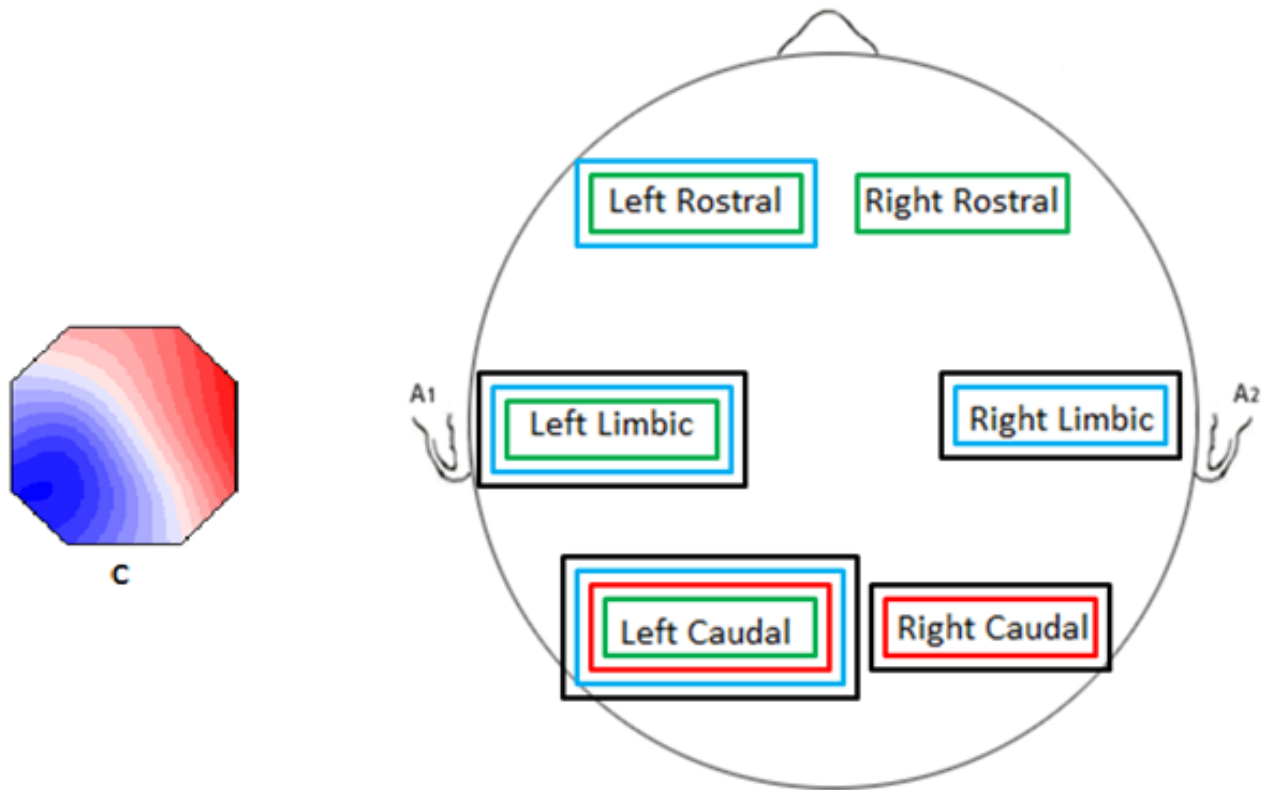 Left Rostral
Right Rostral
A1
Left Limbic
Right Limbic
A2
C
Left Caudal
Right Caudal